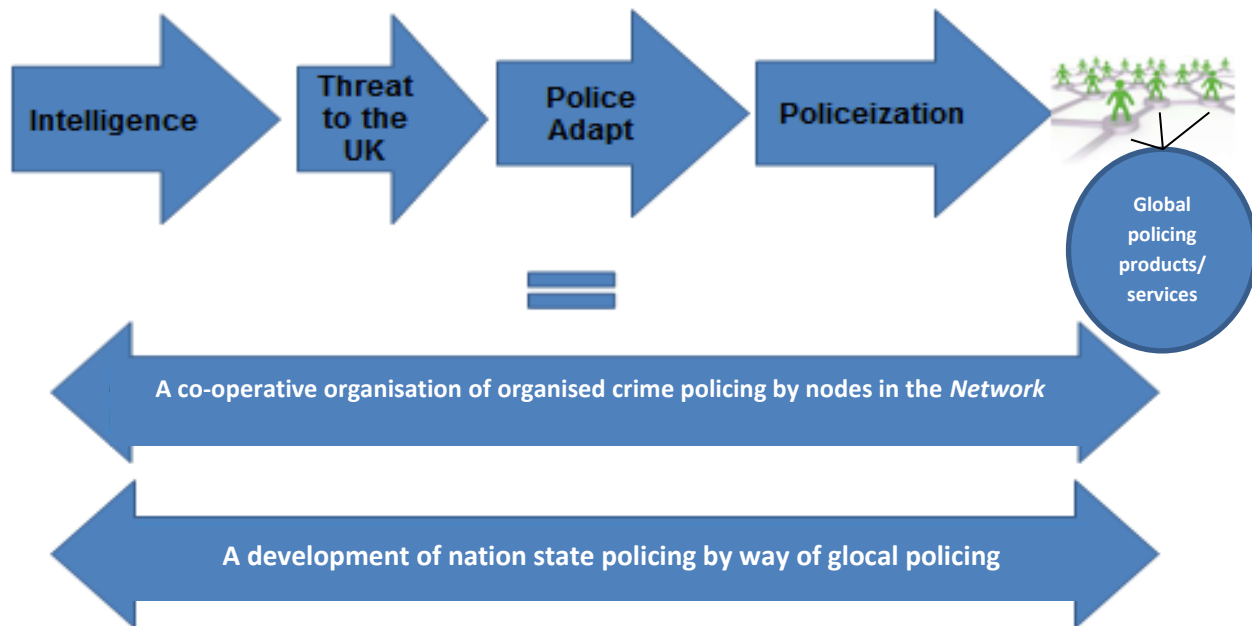 Intelligence
Threat
to the
UK
Police
Adapt
Policeization
Global
policing
products/
services
A co-operative organisation of organised crime policing by nodes in the Network
A development of nation state policing by way of glocal policing